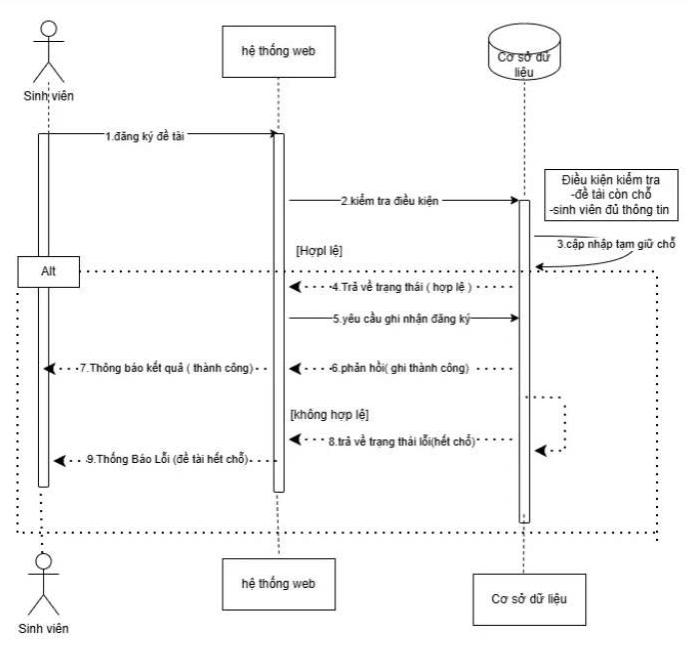 hệ thống web
Cơ sở dữ
liệu
Sinh viên
1.đăng ký đề tài
Điều kiện kiểm tra
-đề tài còn chỗ
-sinh viên đủ thông tin
2.kiểm tra điều kiện
3.cập nhập tạm giữ chỗ
[Hợpl lệ]
Alt
4.Trả về trạng thái ( hợp lệ )
5.yêu cầu ghi nhận đăng ký
7.Thông báo kết quả ( thành công)
6.phản hồi( ghi thành công)
[không hợp lệ]
8.trả về trạng thái lỗi(hết chổ)
9.Thống Báo Lỗi (đề tài hết chỗ)
hệ thống web
Cơ sở dữ liệu
Sinh viên